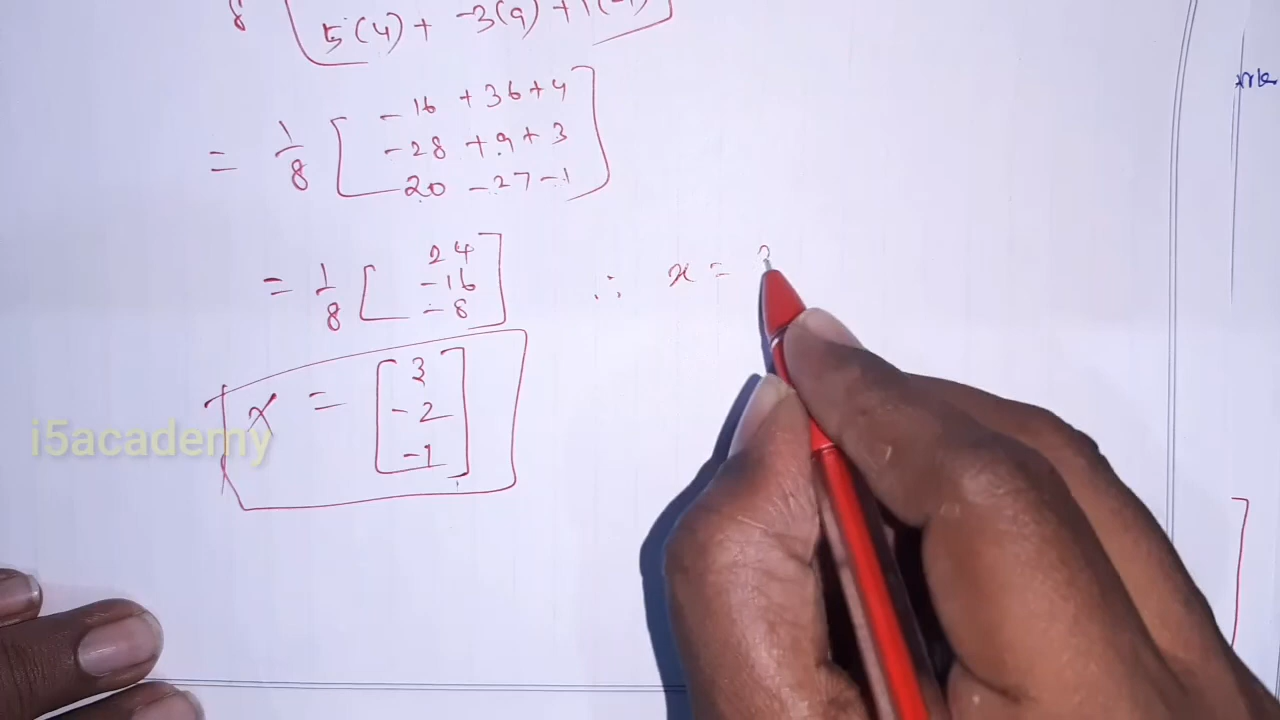 8
5(4) + -3(9) + 1(-1)
-16 +36+4
= 1/8 -28 +9+3
20 -27-1
24
= 1/8 -16 ∴ x = 3
-8
3
x = -2
-1
i5academy